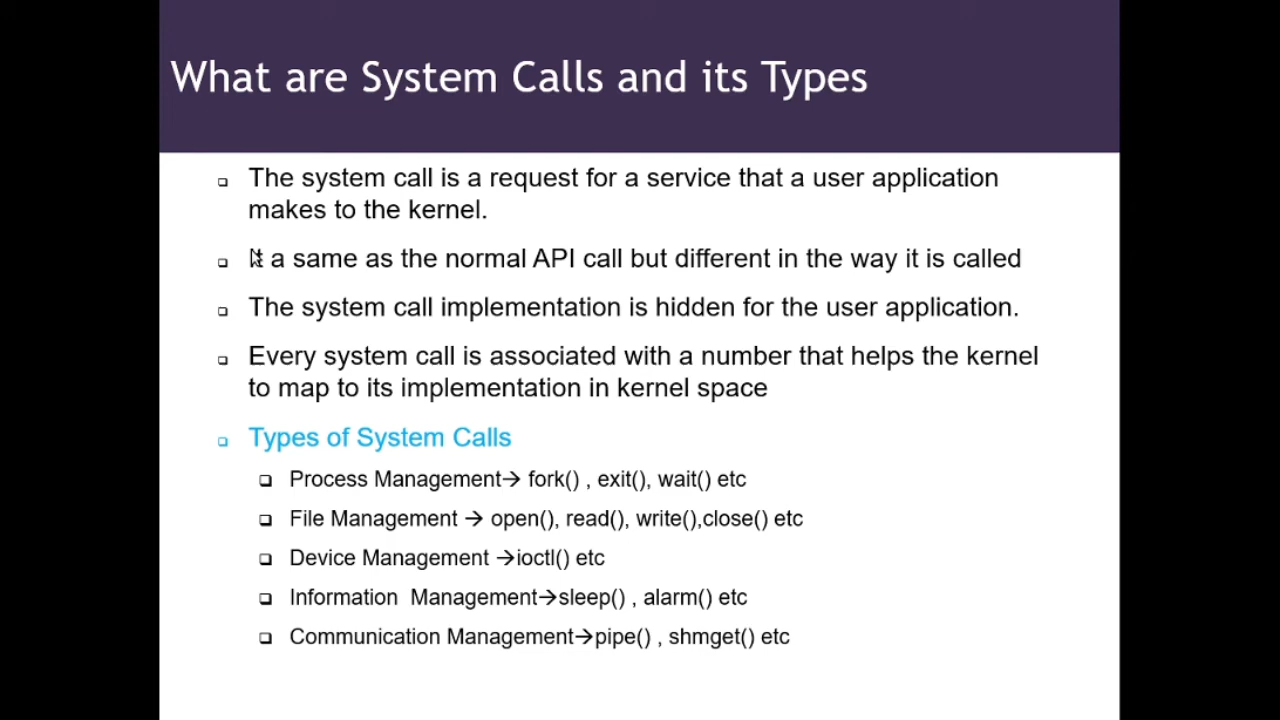 What are System Calls and its Types
The system call is a request for a service that a user application
makes to the kernel.
It a same as the normal API call but different in the way it is called
The system call implementation is hidden for the user application.
Every system call is associated with a number that helps the kernel
to map to its implementation in kernel space
Types of System Calls
Process Management→ fork() , exit(), wait() etc
File Management → open(), read(), write(),close() etc
Device Management →ioctl() etc
Information  Management→sleep() , alarm() etc
Communication Management→pipe() , shmget() etc